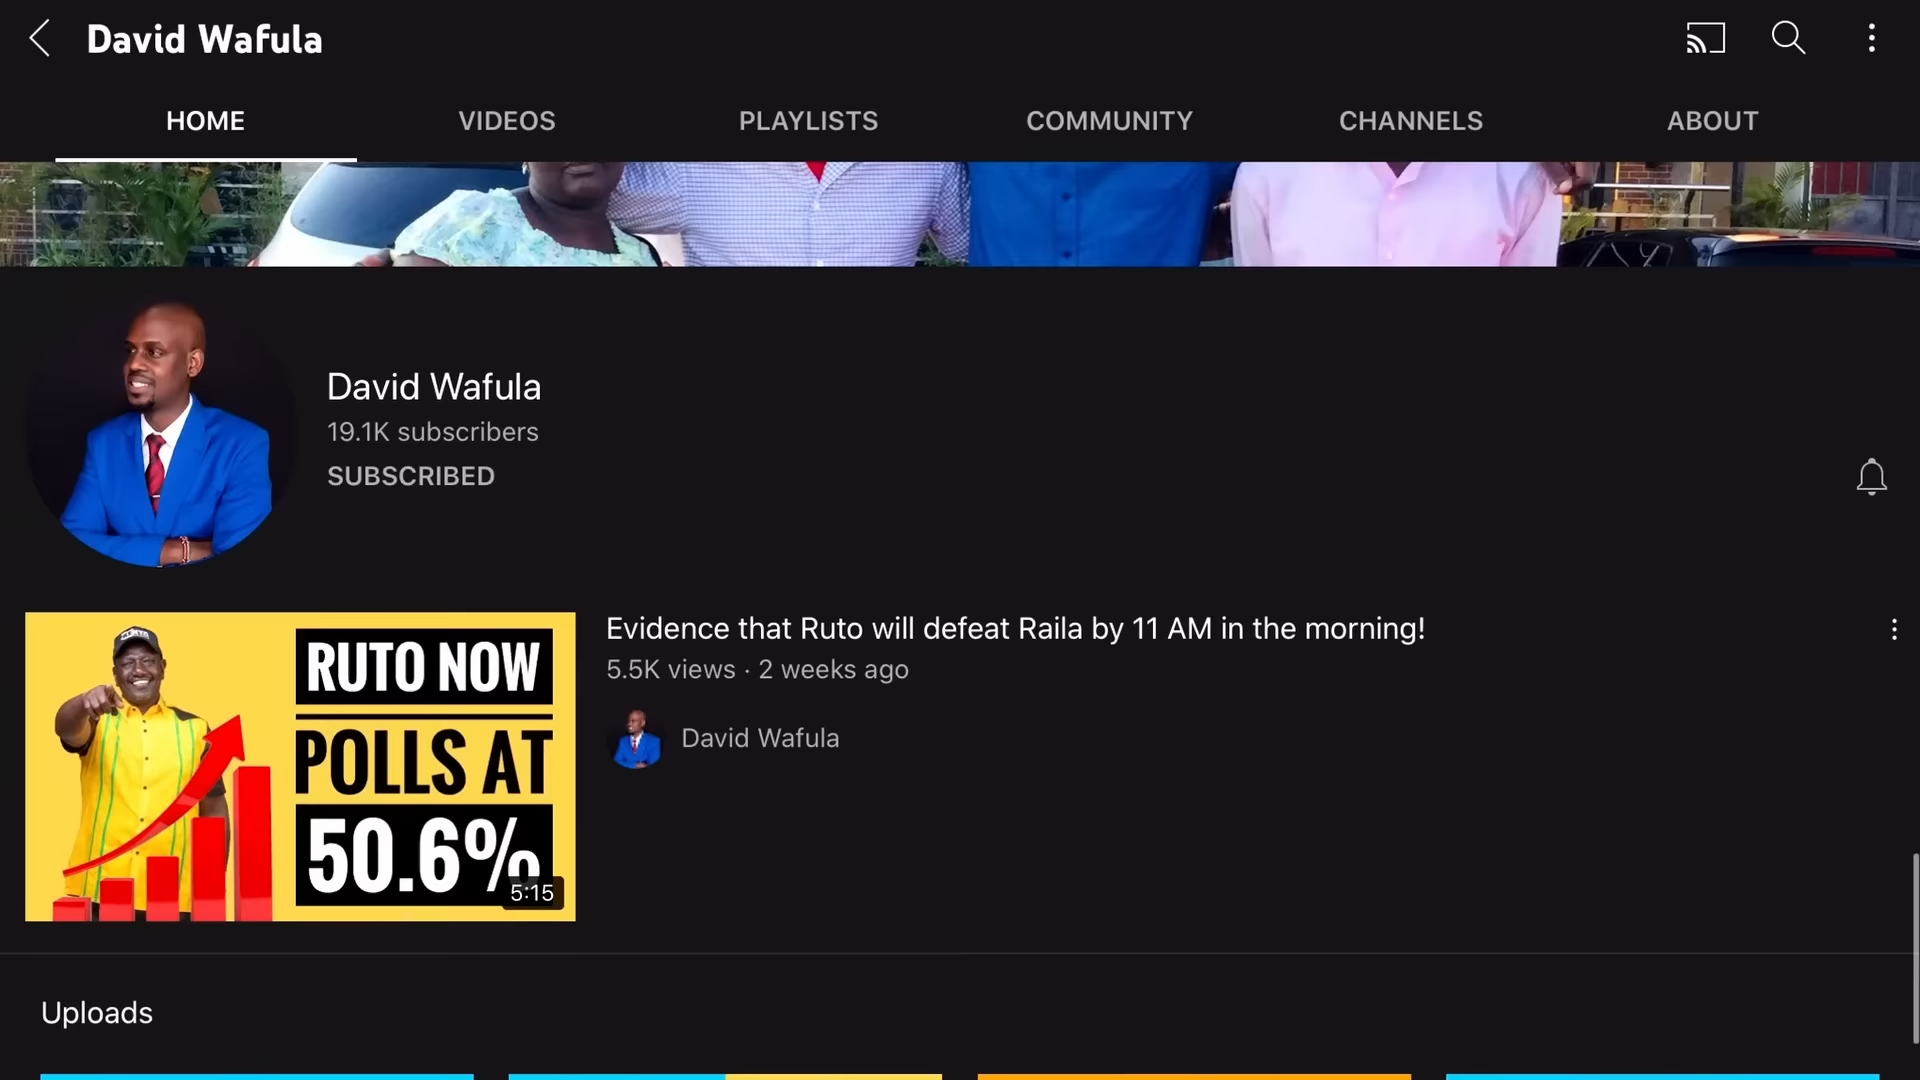 David Wafula
HOME
VIDEOS
PLAYLISTS
COMMUNITY
CHANNELS
ABOUT
David Wafula
19.1K subscribers
SUBSCRIBED
RUTO NOW
POLLS AT
50.6%
5:15
Evidence that Ruto will defeat Raila by 11 AM in the morning!
5.5K views · 2 weeks ago
David Wafula
Uploads